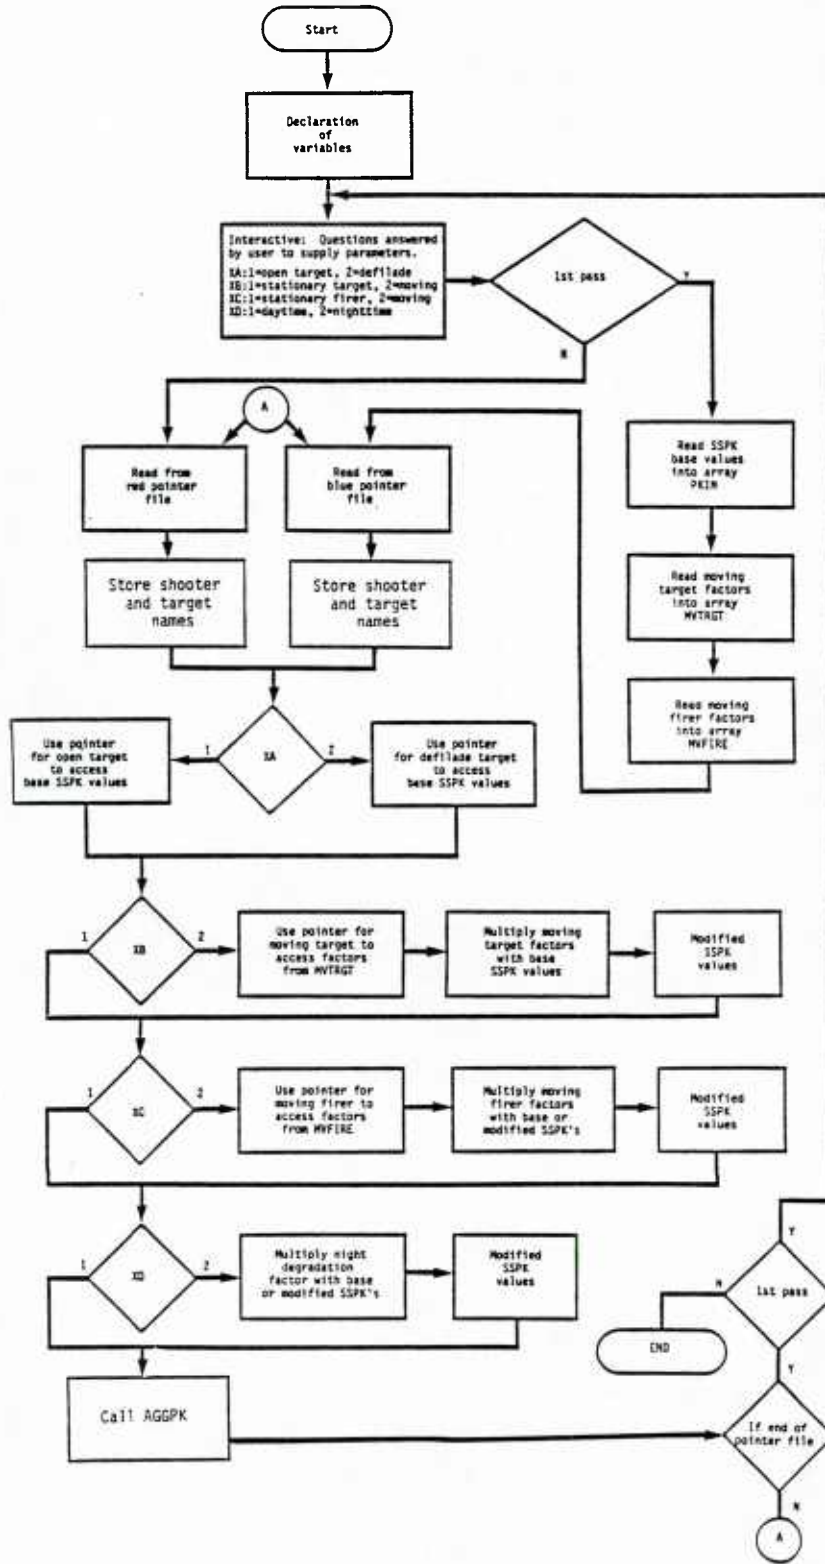 Start
Declaration
of
variables
Interactive: Questions answered
by user to supply parameters.
XA:1=open target, 2=defilade
XB:1=stationary target, 2=moving
XC:1=stationary firer, 2=moving
XD:1=daytime, 2=nighttime
1st pass
Y
N
A
Read from
red pointer
file
Read from
blue pointer
file
Read SSPK
base values
into array
PKIN
Store shooter
and target
names
Store shooter
and target
names
Read moving
target factors
into array
MVTRGT
Read moving
firer factors
into array
MVFIRE
Use pointer
for open target
to access
base SSPK values
1
XA
2
Use pointer
for defilade target
to access
base SSPK values
1
XB
2
Use pointer for
moving target to
access factors
from MVTRGT
Multiply moving
target factors
with base
SSPK values
Modified
SSPK
values
1
XC
2
Use pointer for
moving firer to
access factors
from MVFIRE
Multiply moving
firer factors
with base or
modified SSPK's
Modified
SSPK
values
1
XD
2
Multiply night
degradation
factor with base
or modified SSPK's
Modified
SSPK
values
Y
N
1st pass
END
Y
Call AGGPK
If end of
pointer file
N
A